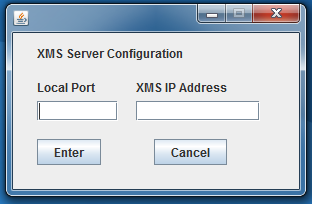 XMS Server Configuration
Local Port XMS IP Address
Enter Cancel